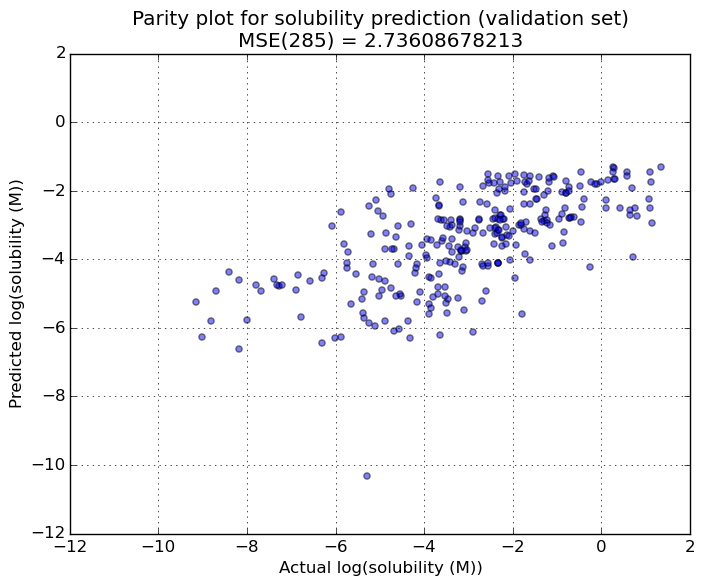 Parity plot for solubility prediction (validation set)
MSE(285) = 2.73608678213
2
0
−2
−4
−6
−8
−10
−12
Predicted log(solubility (M))
−12 −10 −8 −6 −4 −2 0 2
Actual log(solubility (M))